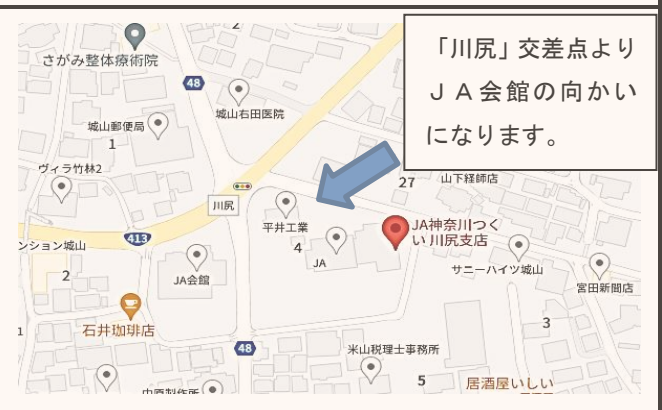 「川尻」交差点より
ＪＡ会館の向かい
になります。
2
さがみ整体療術院
48
城山右田医院
城山郵便局
1
ヴィラ竹林2
川尻
27
山下経師店
平井工業
4
JA神奈川つく
い 川尻支店
ンション城山
413
JA
サニーハイツ城山
2
JA会館
宮田新聞店
石井珈琲店
3
1
48
米山税理士事務所
5
居酒屋いしい